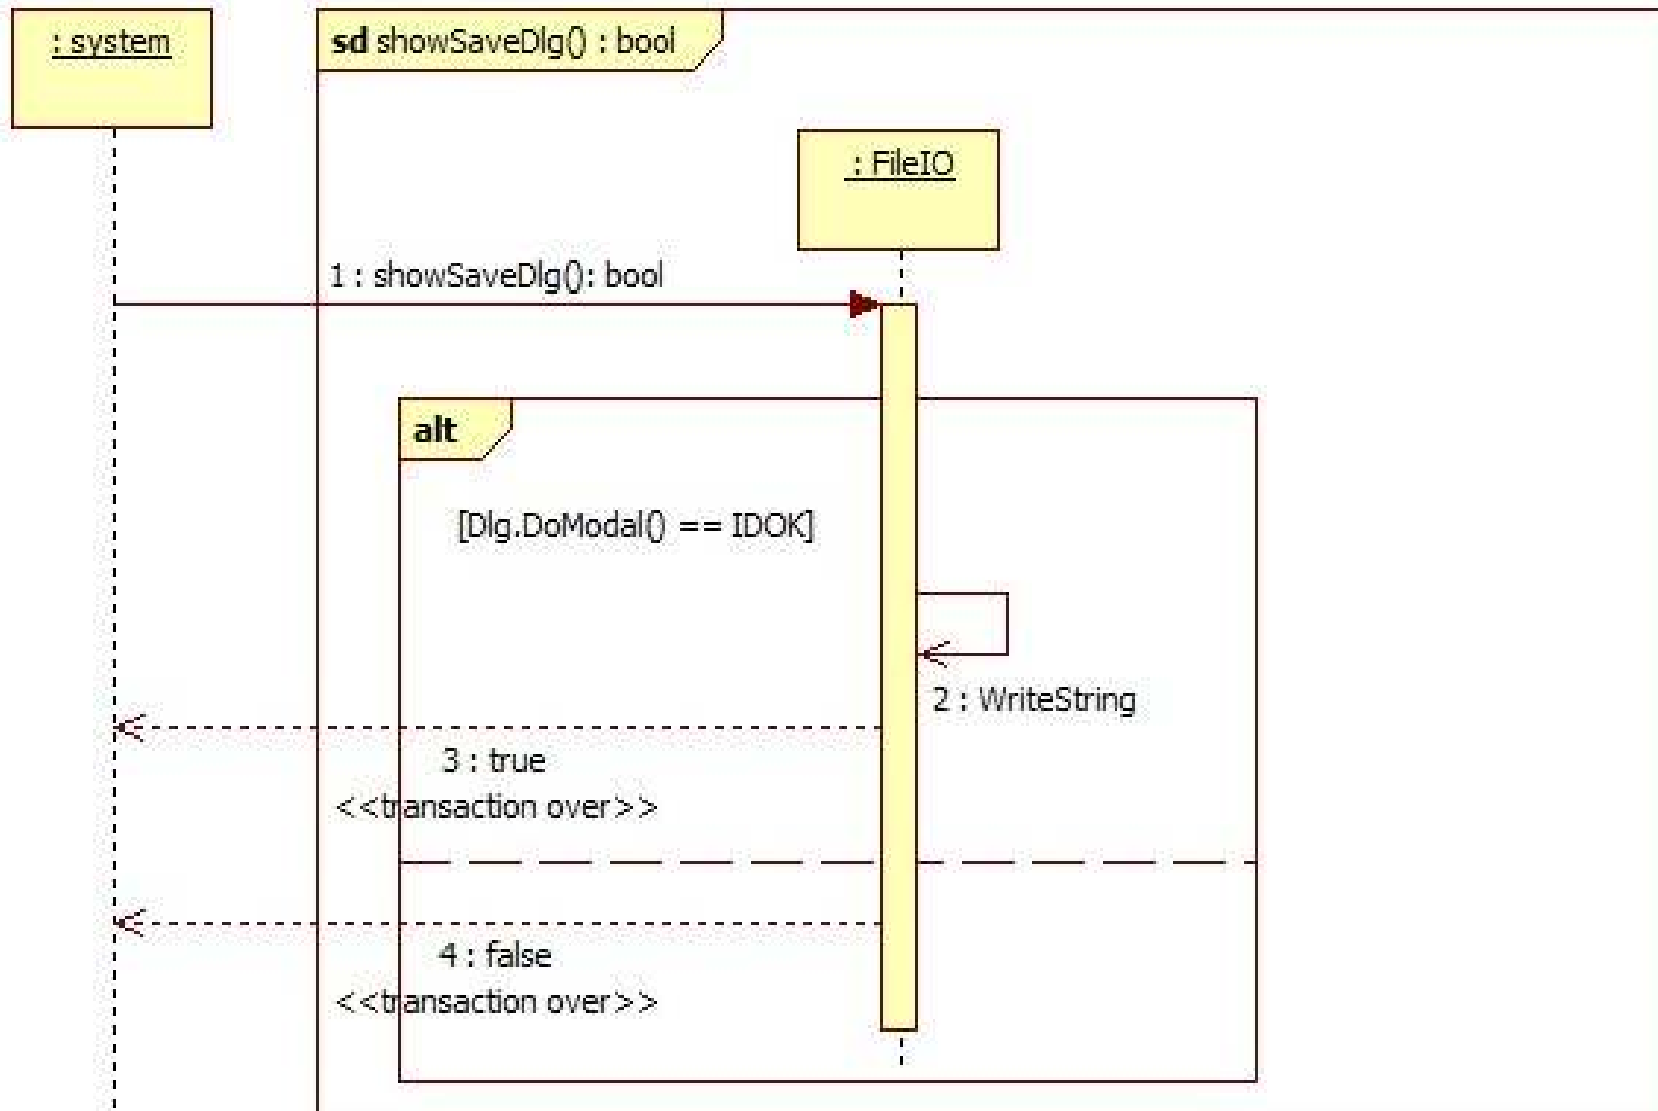 : system
sd showSaveDlg() : bool
: FileIO
1 : showSaveDlg(): bool
alt
[Dlg.DoModal() == IDOK]
2 : WriteString
3 : true
<<transaction over>>
4 : false
<<transaction over>>